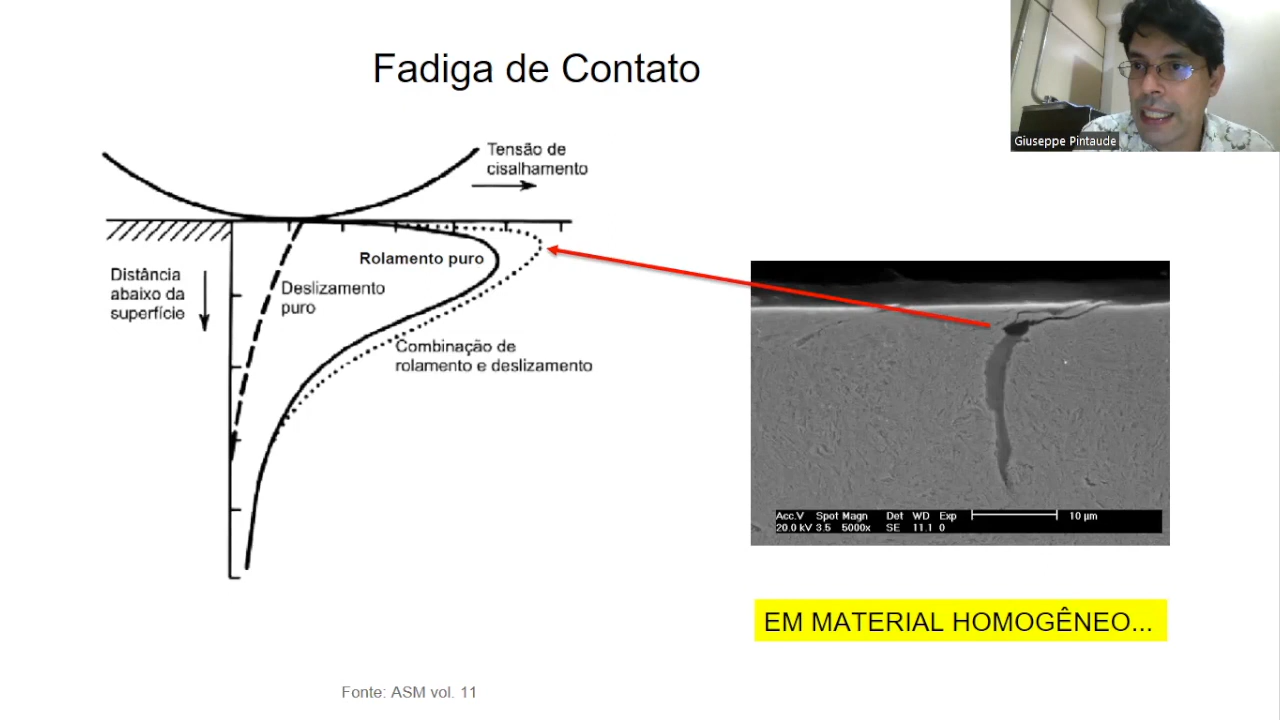 Fadiga de Contato
Giuseppe Pintaude
Tensão de
cisalhamento
Rolamento puro
Distância
abaixo da
superfície
Deslizamento
puro
Combinação de
rolamento e deslizamento
Acc.V Spot Magn Det WD Exp 10 µm
20.0 kV 3.5 5000x SE 11.1 0
EM MATERIAL HOMOGÊNEO...
Fonte: ASM vol. 11